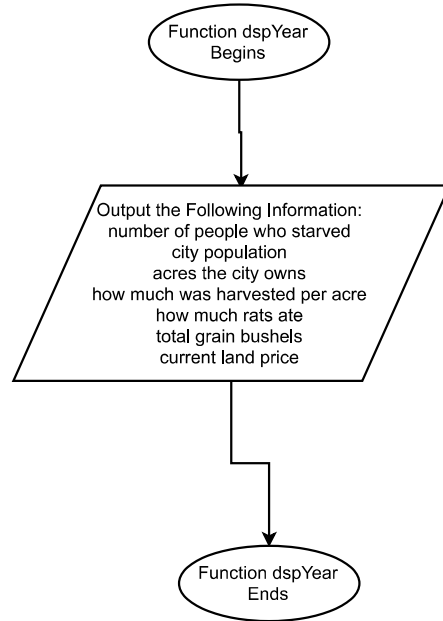 Function dspYear
Begins
Output the Following Information:
number of people who starved
city population
acres the city owns
how much was harvested per acre
how much rats ate
total grain bushels
current land price
Function dspYear
Ends